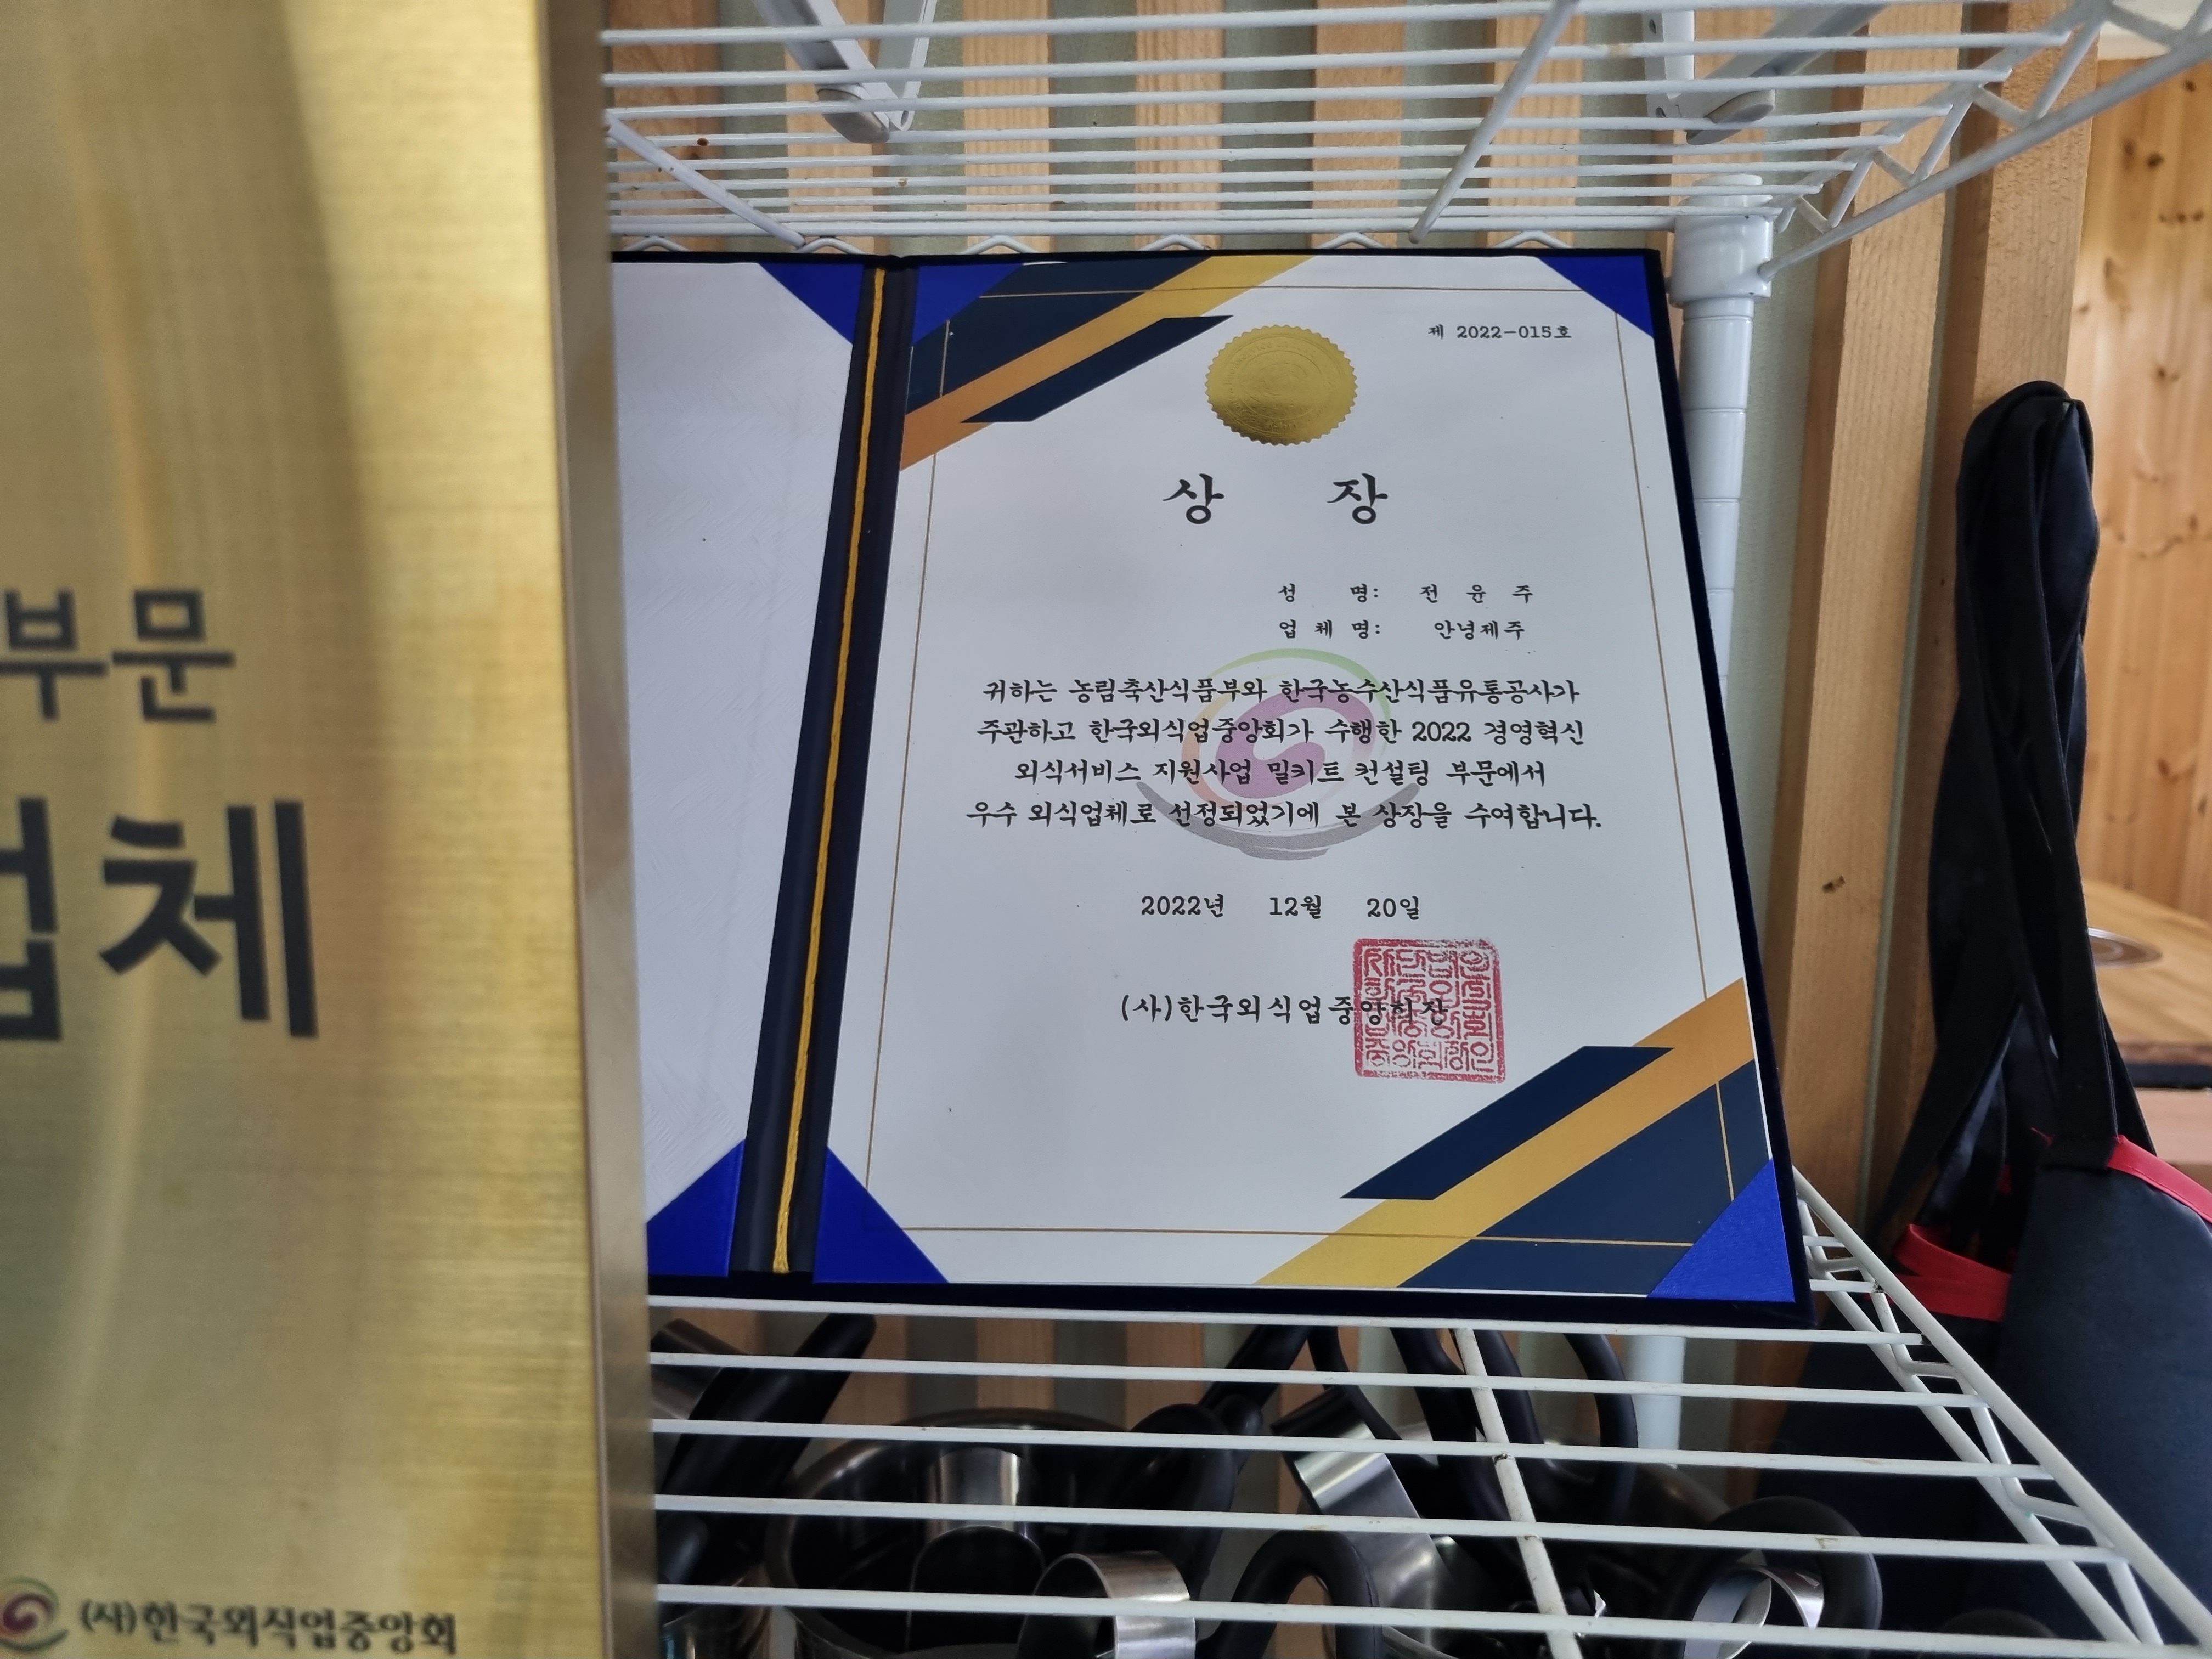 부문
업체
(사)한국외식업중앙회
제 2022-015호
상 장
성 명: 전 윤 주
업 체 명: 안녕제주
귀하는 농림축산식품부와 한국농수산식품유통공사가
주관하고 한국외식업중앙회가 수행한 2022 경영혁신
외식서비스 지원사업 밀키트 컨설팅 부문에서
우수 외식업체로 선정되었기에 본 상장을 수여합니다.
2022년 12월 20일
(사)한국외식업중앙회장